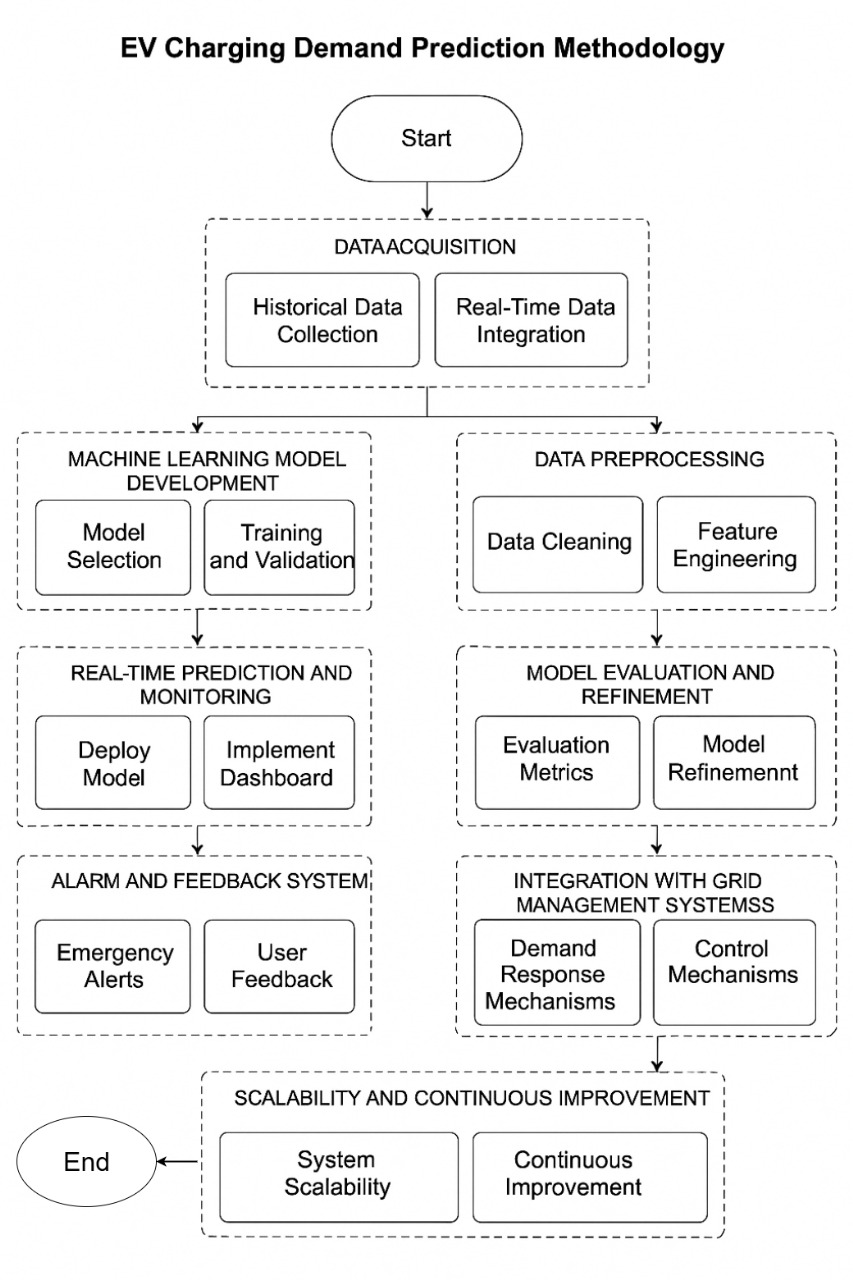 EV Charging Demand Prediction Methodology
Start
DATAACQUISITION
Historical Data
Collection
Real-Time Data
Integration
MACHINE LEARNING MODEL
DEVELOPMENT
Model
Selection
Training
and Validation
DATA PREPROCESSING
Data Cleaning
Feature
Engineering
REAL-TIME PREDICTION AND
MONITORING
Deploy
Model
Implement
Dashboard
MODEL EVALUATION AND
REFINEMENT
Evaluation
Metrics
Model
Refinemennt
ALARM AND FEEDBACK SYSTEM
Emergency
Alerts
User
Feedback
INTEGRATION WITH GRID
MANAGEMENT SYSTEMSS
Demand
Response
Mechanisms
Control
Mechanisms
SCALABILITY AND CONTINUOUS IMPROVEMENT
System
Scalability
Continuous
Improvement
End